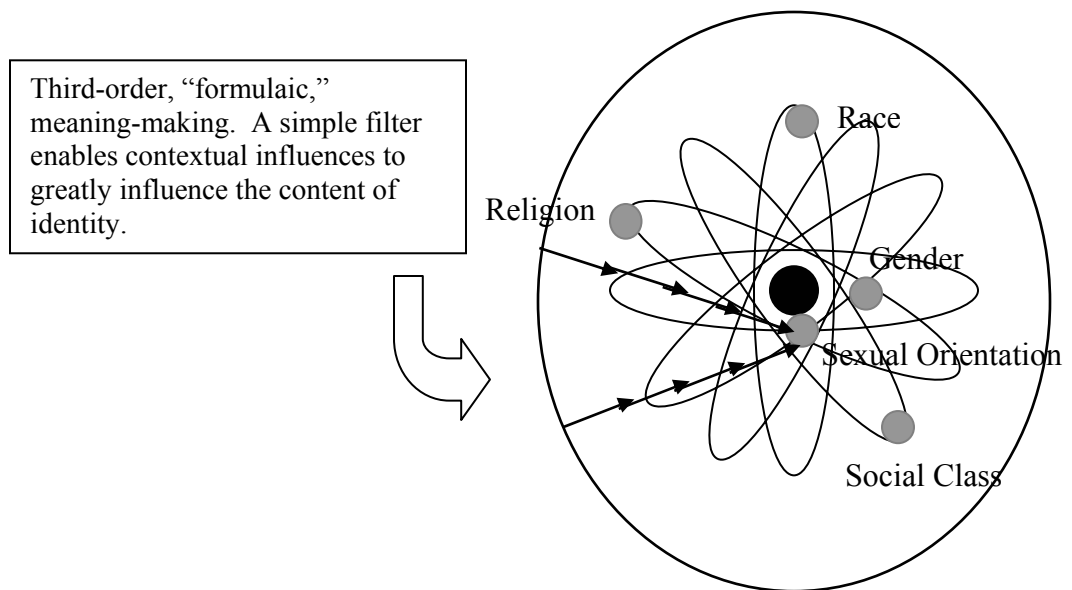 Third-order, “formulaic,”
meaning-making.  A simple filter
enables contextual influences to
greatly influence the content of
identity.
Race
Religion
Gender
Sexual Orientation
Social Class